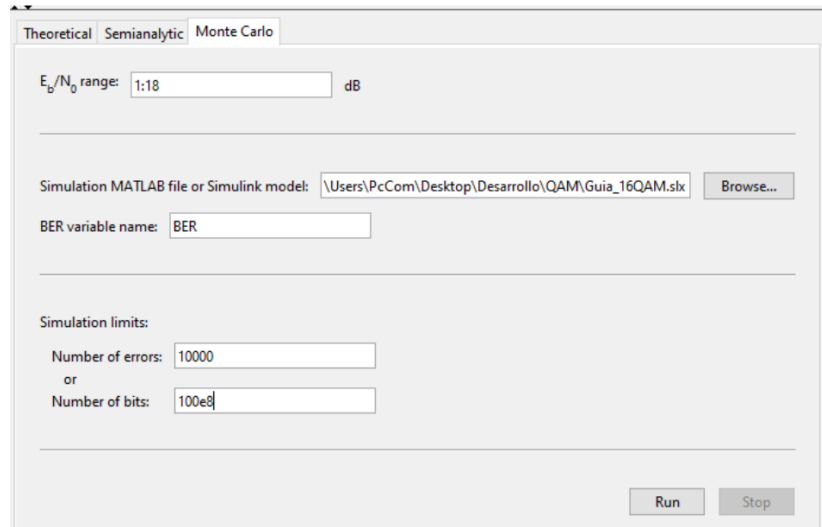 Theoretical Semianalytic Monte Carlo
Eb/N0 range: 1:18 dB
Simulation MATLAB file or Simulink model: \Users\PcCom\Desktop\Desarrollo\QAM\Guia_16QAM.slx Browse...
BER variable name: BER
Simulation limits:
Number of errors: 10000
or
Number of bits: 100e8
Run Stop